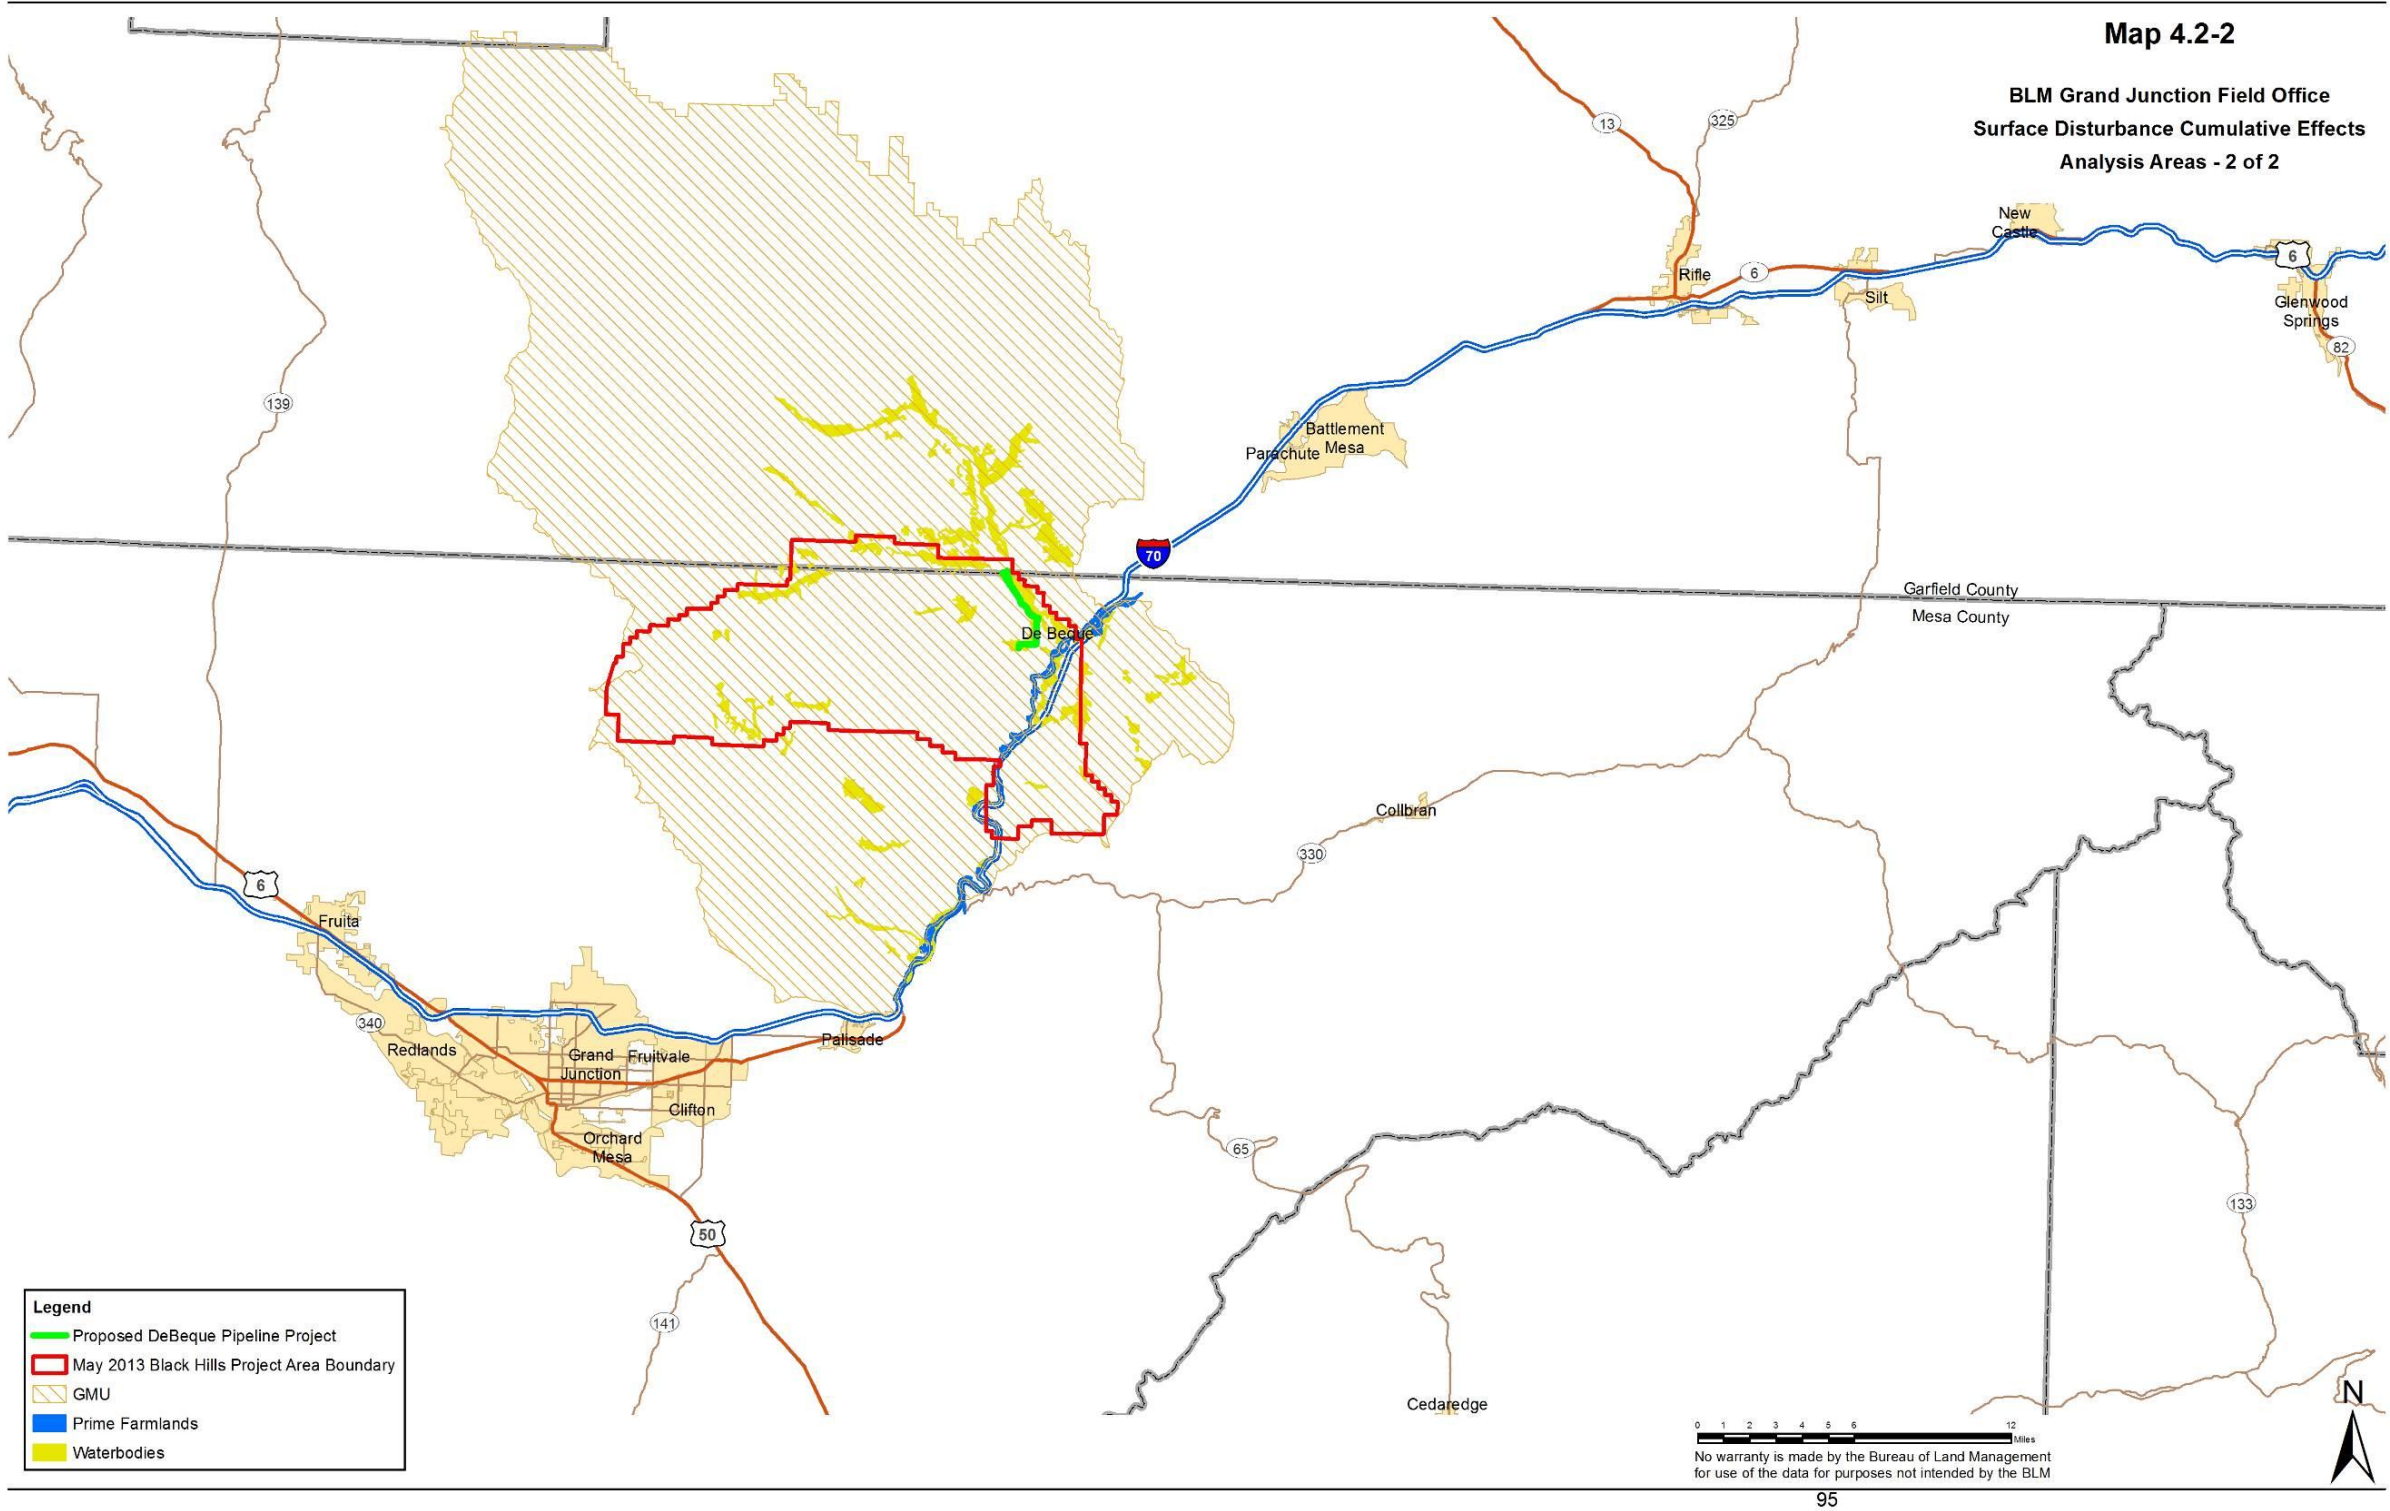 Map 4.2-2
BLM Grand Junction Field Office
Surface Disturbance Cumulative Effects
Analysis Areas - 2 of 2
13
325
New
Castle
6
Rifle
6
Silt
Glenwood
Springs
82
139
Battlement
Mesa
Parachute
70
Garfield County
Mesa County
De Beque
Collbran
330
6
Fruita
340
Redlands
Grand
Junction
Fruitvale
Palisade
Clifton
Orchard
Mesa
65
133
50
141
Cedaredge
Legend
Proposed DeBeque Pipeline Project
May 2013 Black Hills Project Area Boundary
GMU
Prime Farmlands
Waterbodies
N
0 1 2 3 4 5 6 12
Miles
No warranty is made by the Bureau of Land Management
for use of the data for purposes not intended by the BLM
95